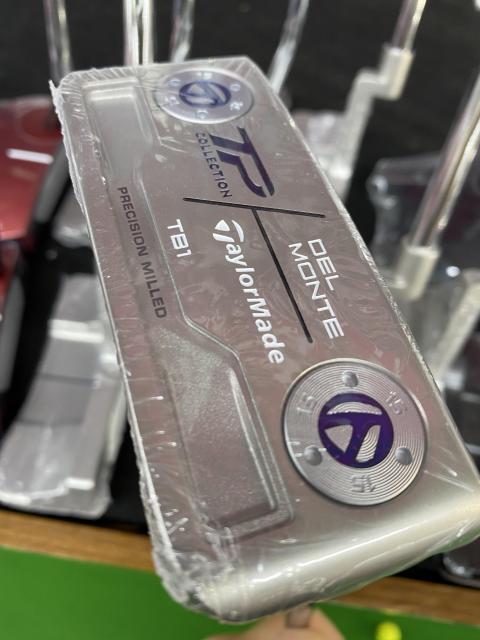 TP
COLLECTION
DEL
MONTE
TaylorMade
TB1
PRECISION MILLED
15
15
15